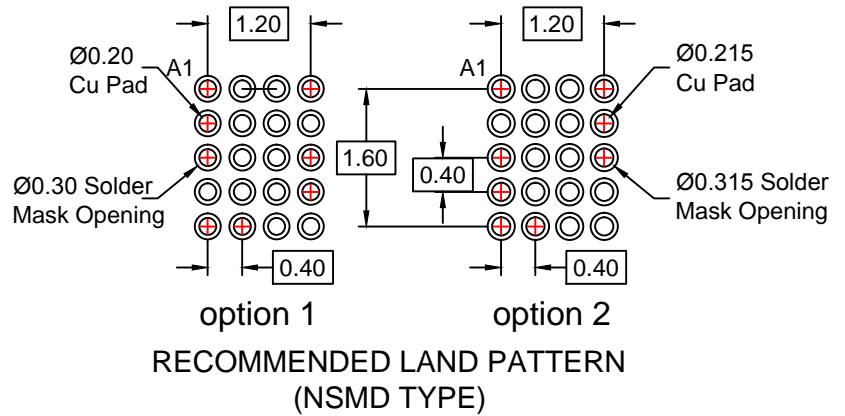 1.20
1.20
Ø0.20
Cu Pad
A1
A1
Ø0.215
Cu Pad
1.60
0.40
Ø0.30 Solder
Mask Opening
Ø0.315 Solder
Mask Opening
0.40
0.40
option 1
option 2
RECOMMENDED LAND PATTERN
(NSMD TYPE)